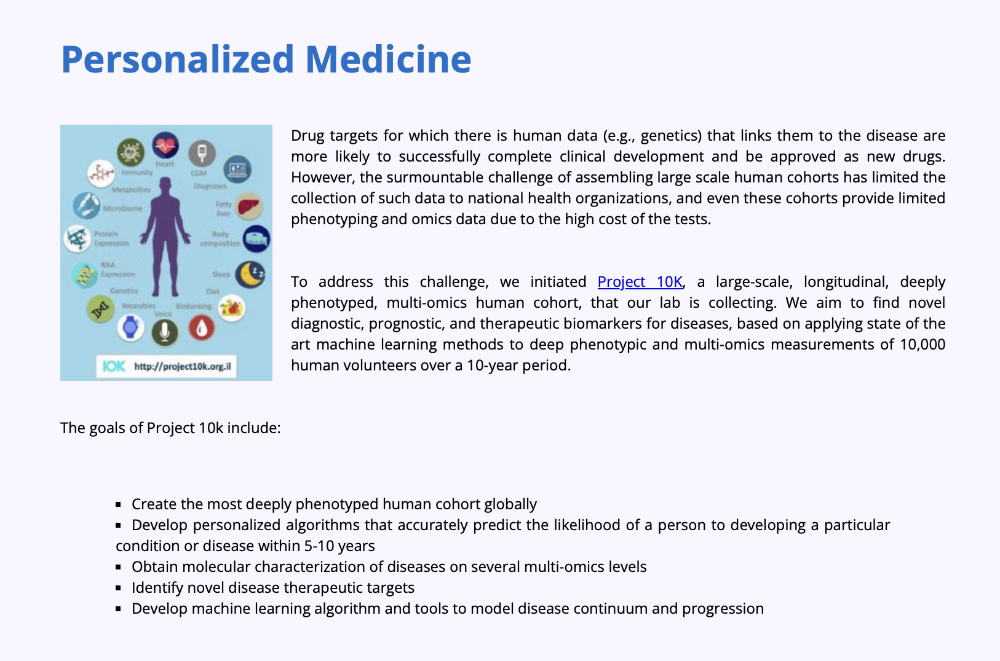 Personalized Medicine
Heart
Immunity
CGM
Metabolites
Diagnoses
Microbiome
Fatty
liver
Protein
Expression
Body
composition
RNA
Expression
Sleep
Genetics
Diet
Wearables
Biobanking
Voice
10K http://project10k.org.il
Drug targets for which there is human data (e.g., genetics) that links them to the disease are
more likely to successfully complete clinical development and be approved as new drugs.
However, the surmountable challenge of assembling large scale human cohorts has limited the
collection of such data to national health organizations, and even these cohorts provide limited
phenotyping and omics data due to the high cost of the tests.
To address this challenge, we initiated Project 10K, a large-scale, longitudinal, deeply
phenotyped, multi-omics human cohort, that our lab is collecting. We aim to find novel
diagnostic, prognostic, and therapeutic biomarkers for diseases, based on applying state of the
art machine learning methods to deep phenotypic and multi-omics measurements of 10,000
human volunteers over a 10-year period.
The goals of Project 10k include:
▪ Create the most deeply phenotyped human cohort globally
▪ Develop personalized algorithms that accurately predict the likelihood of a person to developing a particular
condition or disease within 5-10 years
▪ Obtain molecular characterization of diseases on several multi-omics levels
▪ Identify novel disease therapeutic targets
▪ Develop machine learning algorithm and tools to model disease continuum and progression